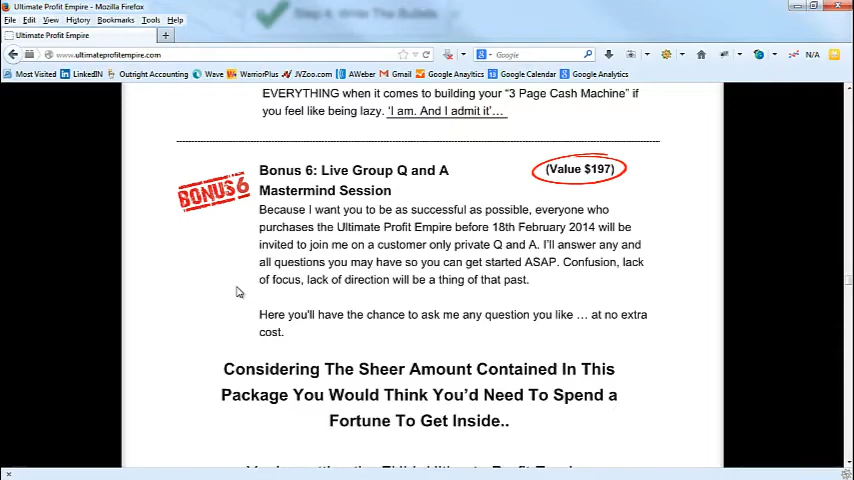 Step 4: Write The Bullets
Ultimate Profit Empire - Mozilla Firefox
File Edit View History Bookmarks Tools Help
Ultimate Profit Empire
www.ultimateprofitempire.com
Google
N/A
Most Visited LinkedIN Outright Accounting Wave WarriorPlus JVZoo.com AWeber Gmail Google Anayltics Google Calendar Google Analytics
EVERYTHING when it comes to building your “3 Page Cash Machine” if
you feel like being lazy. ‘I am. And I admit it’…
Bonus 6: Live Group Q and A
(Value $197)
BONUS 6
Mastermind Session
Because I want you to be as successful as possible, everyone who
purchases the Ultimate Profit Empire before 18th February 2014 will be
invited to join me on a customer only private Q and A. I’ll answer any and
all questions you may have so you can get started ASAP. Confusion, lack
of focus, lack of direction will be a thing of that past.
Here you'll have the chance to ask me any question you like … at no extra
cost.
Considering The Sheer Amount Contained In This
Package You Would Think You’d Need To Spend a
Fortune To Get Inside..